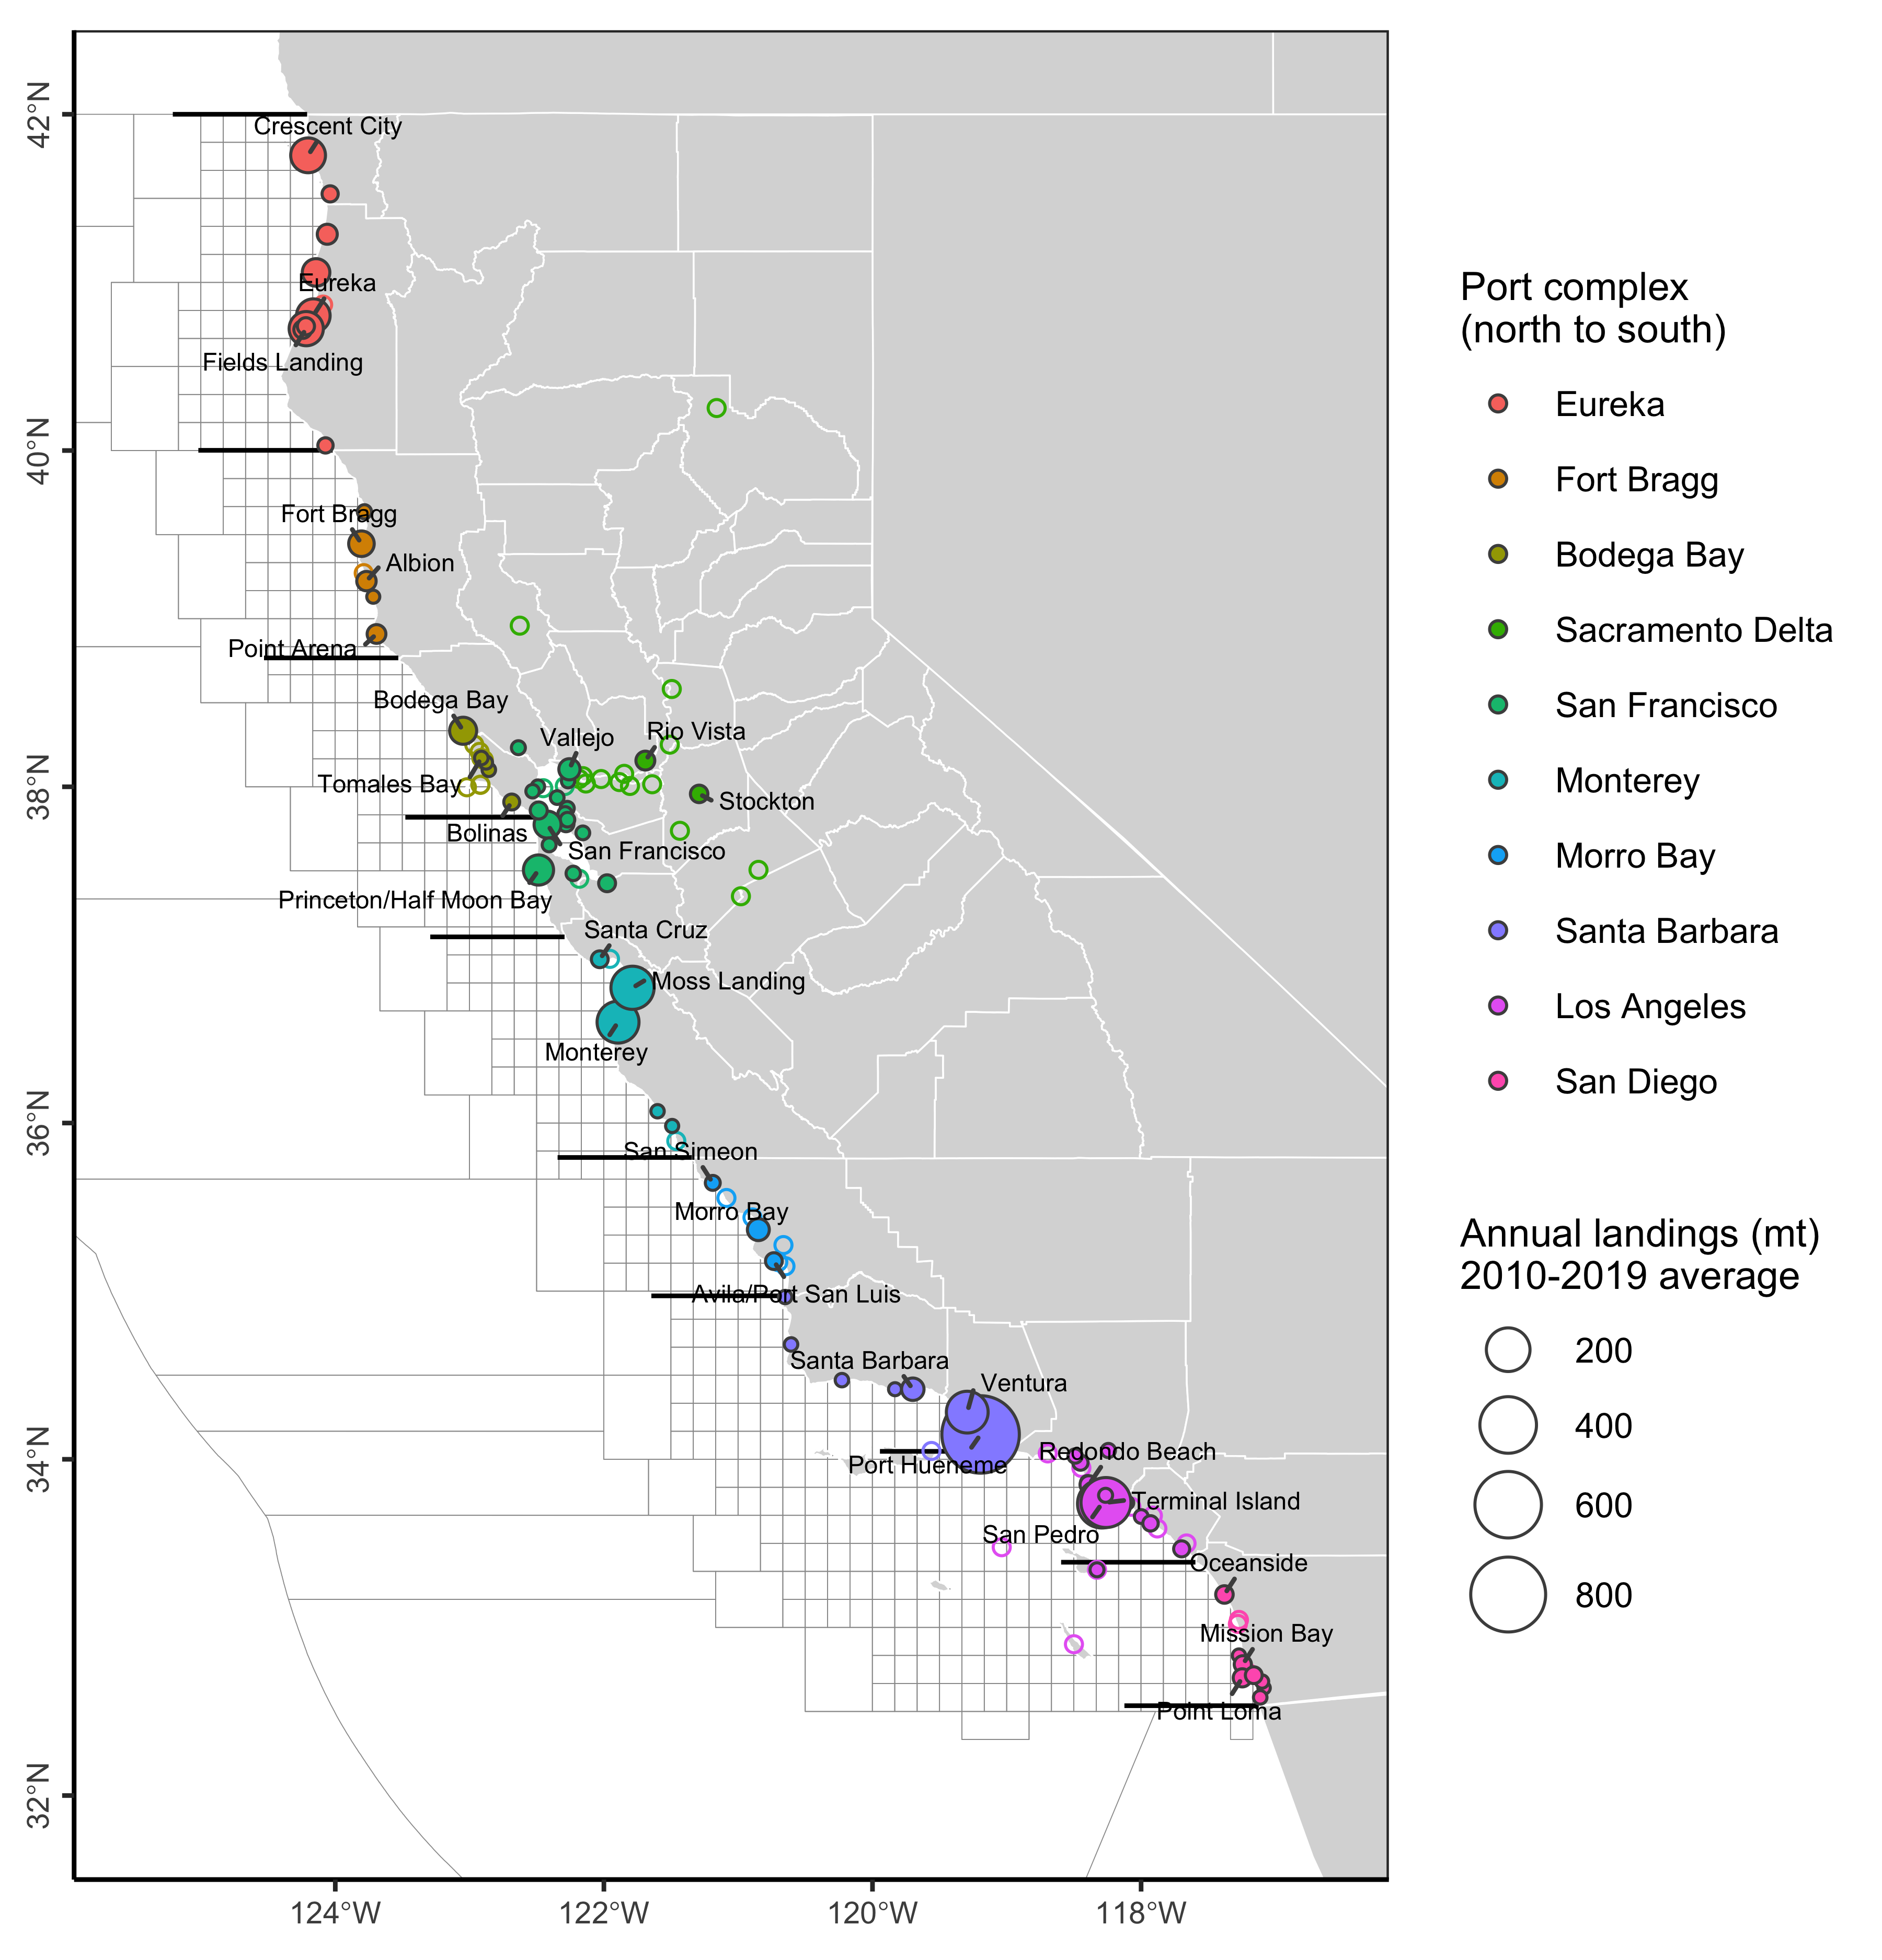 42°N
40°N
38°N
36°N
34°N
32°N
124°W
122°W
120°W
118°W
Crescent City
Eureka
Fields Landing
Fort Bragg
Albion
Point Arena
Bodega Bay
Vallejo
Rio Vista
Tomales Bay
Stockton
Bolinas
San Francisco
Princeton/Half Moon Bay
Santa Cruz
Moss Landing
Monterey
San Simeon
Morro Bay
Avila/Port San Luis
Santa Barbara
Ventura
Redondo Beach
Port Hueneme
Terminal Island
San Pedro
Oceanside
Mission Bay
Point Loma
Port complex
(north to south)
Eureka
Fort Bragg
Bodega Bay
Sacramento Delta
San Francisco
Monterey
Morro Bay
Santa Barbara
Los Angeles
San Diego
Annual landings (mt)
2010-2019 average
200
400
600
800